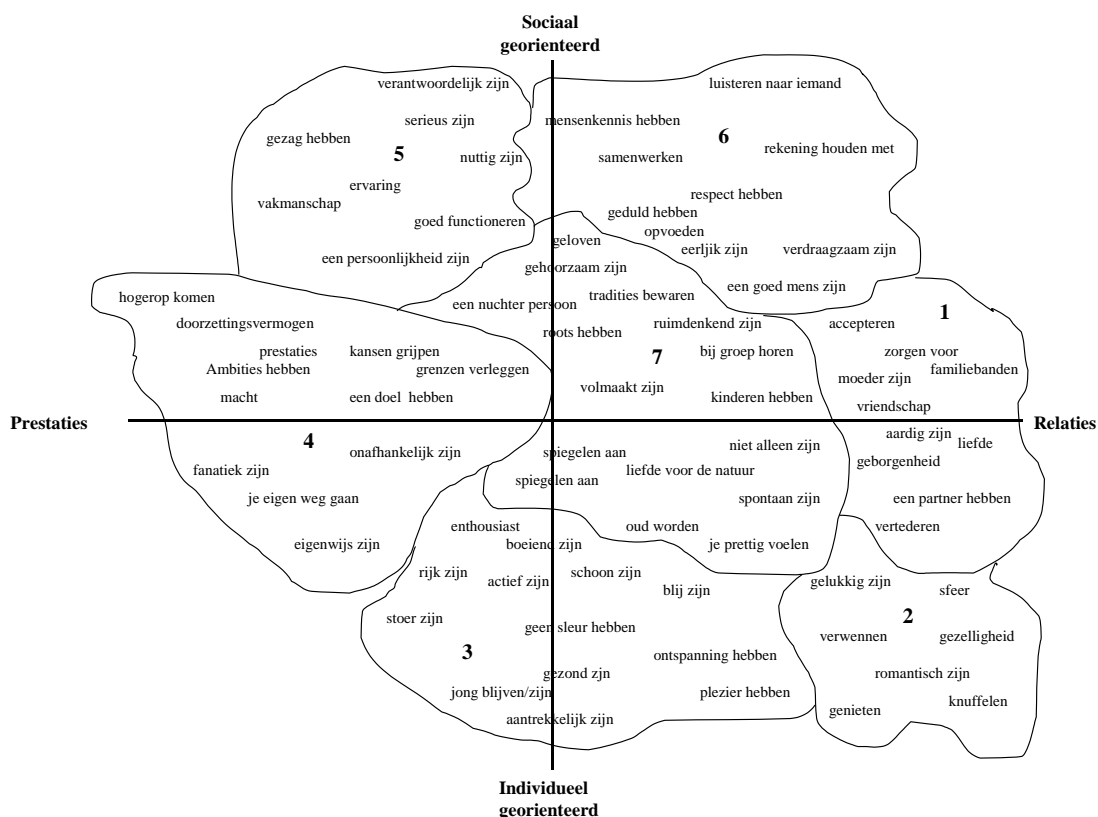 Sociaal
georienteerd
verantwoordelijk zijn
luisteren naar iemand
serieus zijn
mensenkennis hebben
gezag hebben
6
5
nuttig zijn
samenwerken
rekening houden met
ervaring
respect hebben
vakmanschap
geduld hebben
goed functioneren
opvoeden
geloven
eerljik zijn
verdraagzaam zijn
een persoonlijkheid zijn
gehoorzaam zijn
een goed mens zijn
hogerop komen
een nuchter persoon
tradities bewaren
1
doorzettingsvermogen
roots hebben
ruimdenkend zijn
accepteren
prestaties
kansen grijpen
7
bij groep horen
zorgen voor
Ambities hebben
grenzen verleggen
familiebanden
moeder zijn
volmaakt zijn
macht
een doel hebben
kinderen hebben
vriendschap
Prestaties
Relaties
4
aardig zijn
liefde
onafhankelijk zijn
spiegelen aan
niet alleen zijn
geborgenheid
fanatiek zijn
liefde voor de natuur
spiegelen aan
je eigen weg gaan
spontaan zijn
een partner hebben
enthousiast
oud worden
vertederen
eigenwijs zijn
boeiend zijn
je prettig voelen
rijk zijn
actief zijn
schoon zijn
blij zijn
gelukkig zijn
sfeer
stoer zijn
geen sleur hebben
2
verwennen
gezelligheid
3
ontspanning hebben
gezond zjn
romantisch zijn
jong blijven/zijn
plezier hebben
knuffelen
genieten
aantrekkelijk zijn
Individueel
georienteerd